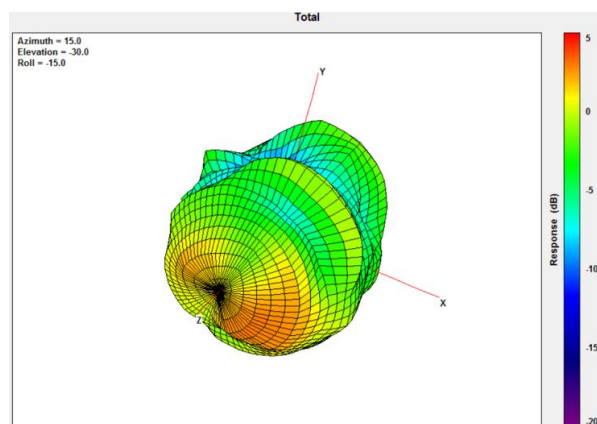 Total
Azimuth = 15.0
Elevation = -30.0
Roll = -15.0
Y
X
Z
5
0
-5
-10
-15
-20
Response (dB)